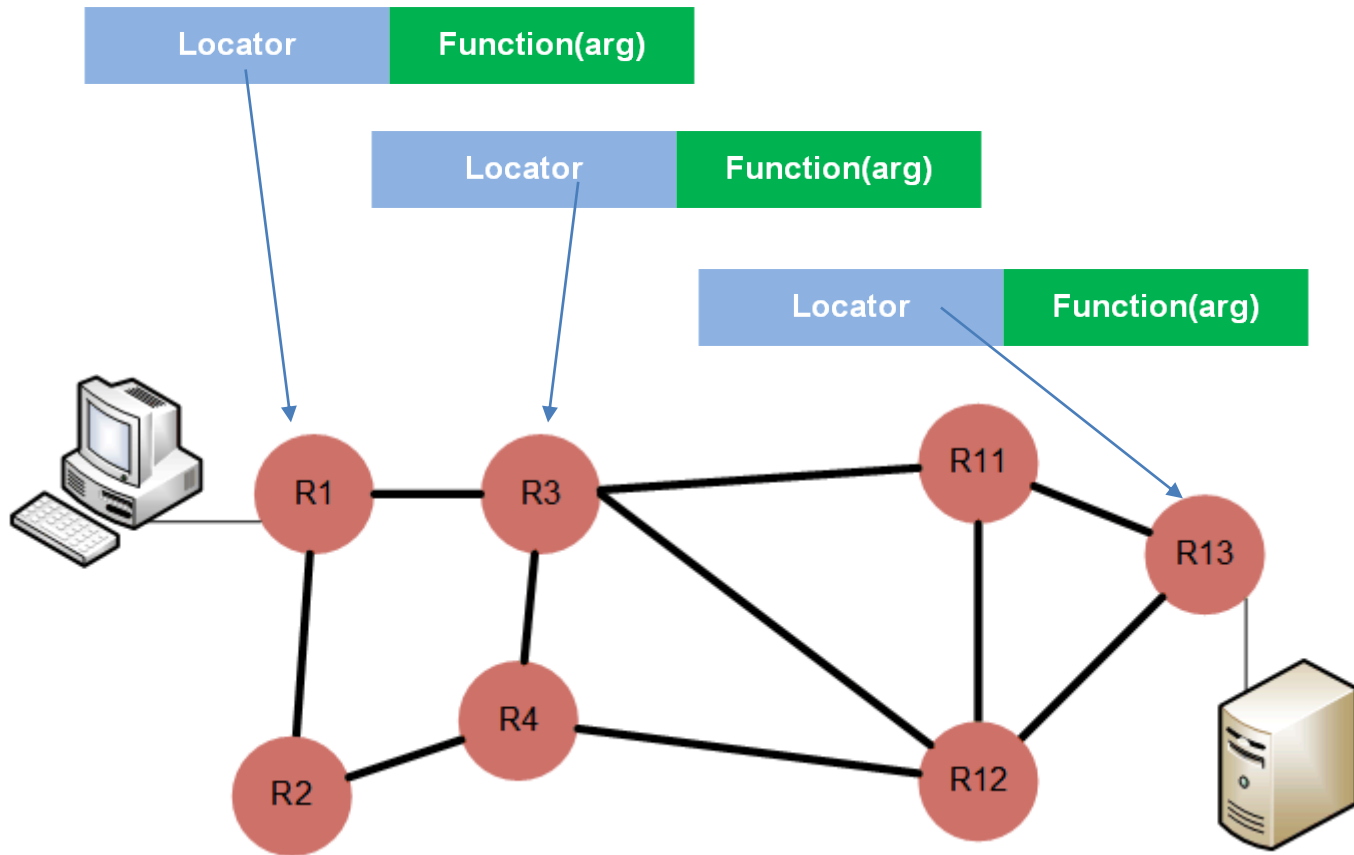 Locator Function(arg)
Locator Function(arg)
Locator Function(arg)
R1
R3
R11
R13
R4
R2
R12